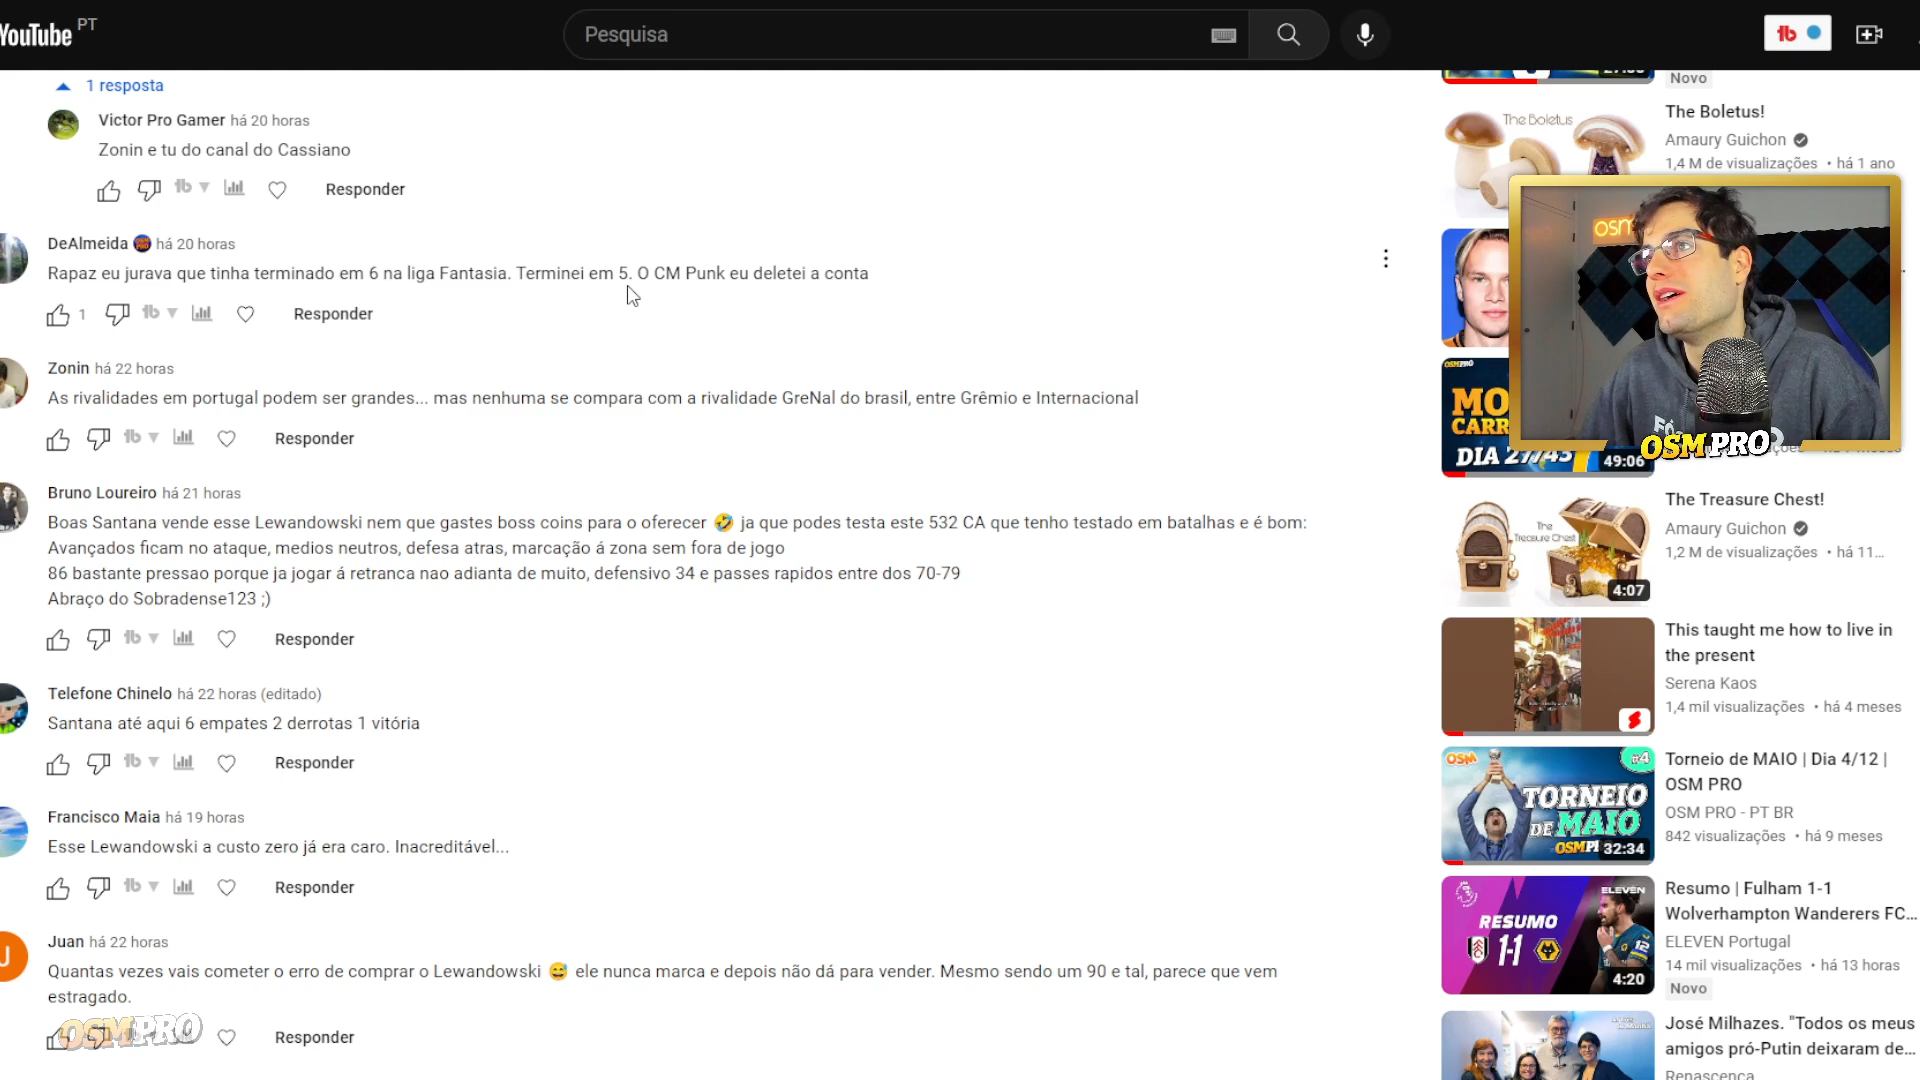 YouTube PT
Pesquisa
1 resposta
Victor Pro Gamer há 20 horas
Zonin e tu do canal do Cassiano
Responder
DeAlmeida há 20 horas
Rapaz eu jurava que tinha terminado em 6 na liga Fantasia. Terminei em 5. O CM Punk eu deletei a conta
1
Responder
Zonin há 22 horas
As rivalidades em portugal podem ser grandes... mas nenhuma se compara com a rivalidade GreNal do brasil, entre Grêmio e Internacional
Responder
Bruno Loureiro há 21 horas
Boas Santana vende esse Lewandowski nem que gastes boss coins para o oferecer 🤣 ja que podes testa este 532 CA que tenho testado em batalhas e é bom:
Avançados ficam no ataque, medios neutros, defesa atras, marcação á zona sem fora de jogo
86 bastante pressao porque ja jogar á retranca nao adianta de muito, defensivo 34 e passes rapidos entre dos 70-79
Abraço do Sobradense123 ;)
Responder
Telefone Chinelo há 22 horas (editado)
Santana até aqui 6 empates 2 derrotas 1 vitória
Responder
Francisco Maia há 19 horas
Esse Lewandowski a custo zero já era caro. Inacreditável...
Responder
J
Juan há 22 horas
Quantas vezes vais cometer o erro de comprar o Lewandowski 😅 ele nunca marca e depois não dá para vender. Mesmo sendo um 90 e tal, parece que vem
estragado.
Responder
OSMPRO
Novo
The Boletus
The Boletus!
Amaury Guichon
1,4 M de visualizações • há 1 ano
osm
OSM PRO
OSMPRO
MO
CARR
DIA 27/45
49:06
The
Treasure Chest
4:07
The Treasure Chest!
Amaury Guichon
1,2 M de visualizações • há 11...
This taught me how to live in
the present
Serena Kaos
1,4 mil visualizações • há 4 meses
OSM
#4
TORNEIO
DE MAIO
32:34
Torneio de MAIO | Dia 4/12 |
OSM PRO
OSM PRO - PT BR
842 visualizações • há 9 meses
ELEVEN
RESUMO
1-1
4:20
Resumo | Fulham 1-1
Wolverhampton Wanderers FC...
ELEVEN Portugal
14 mil visualizações • há 13 horas
Novo
José Milhazes. "Todos os meus
amigos pró-Putin deixaram de...
Renascença